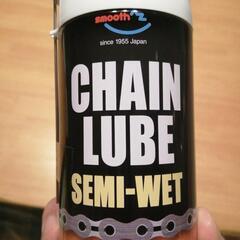 smooth'z
since 1955 Japan
CHAIN
LUBE
SEMI-WET